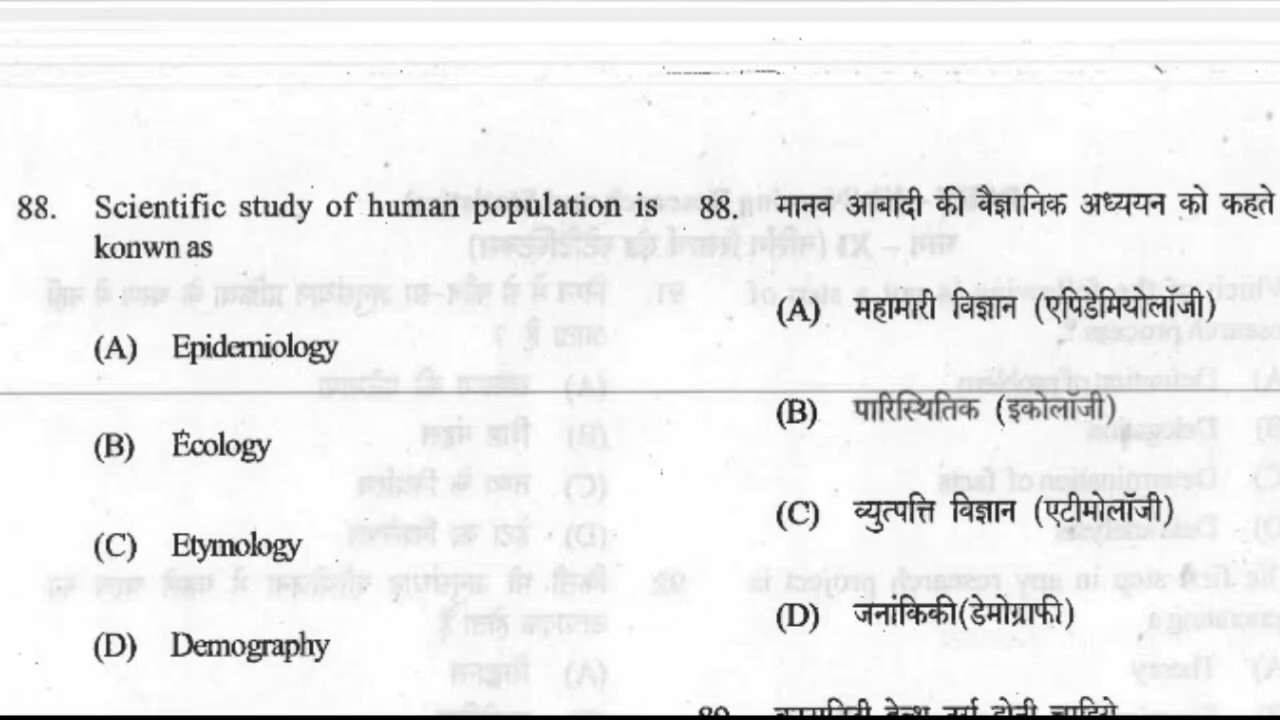 88. Scientific study of human population is
konwn as
(A) Epidemiology
(B) Ecology
(C) Etymology
(D) Demography
88. मानव आबादी की वैज्ञानिक अध्ययन को कहते
(A) महामारी विज्ञान (एपिडेमियोलॉजी)
(B) पारिस्थितिक (इकोलॉजी)
(C) व्युत्पत्ति विज्ञान (एटीमोलॉजी)
(D) जनांकिकी(डेमोग्राफी)